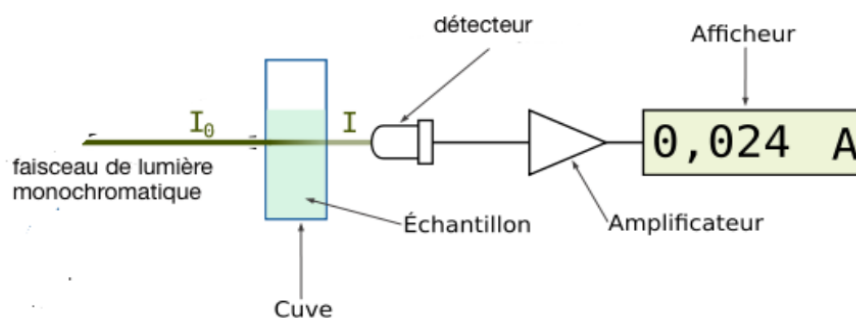 détecteur
Afficheur
I₀
I
0,024 A
faisceau de lumière
monochromatique
Échantillon
Amplificateur
Cuve